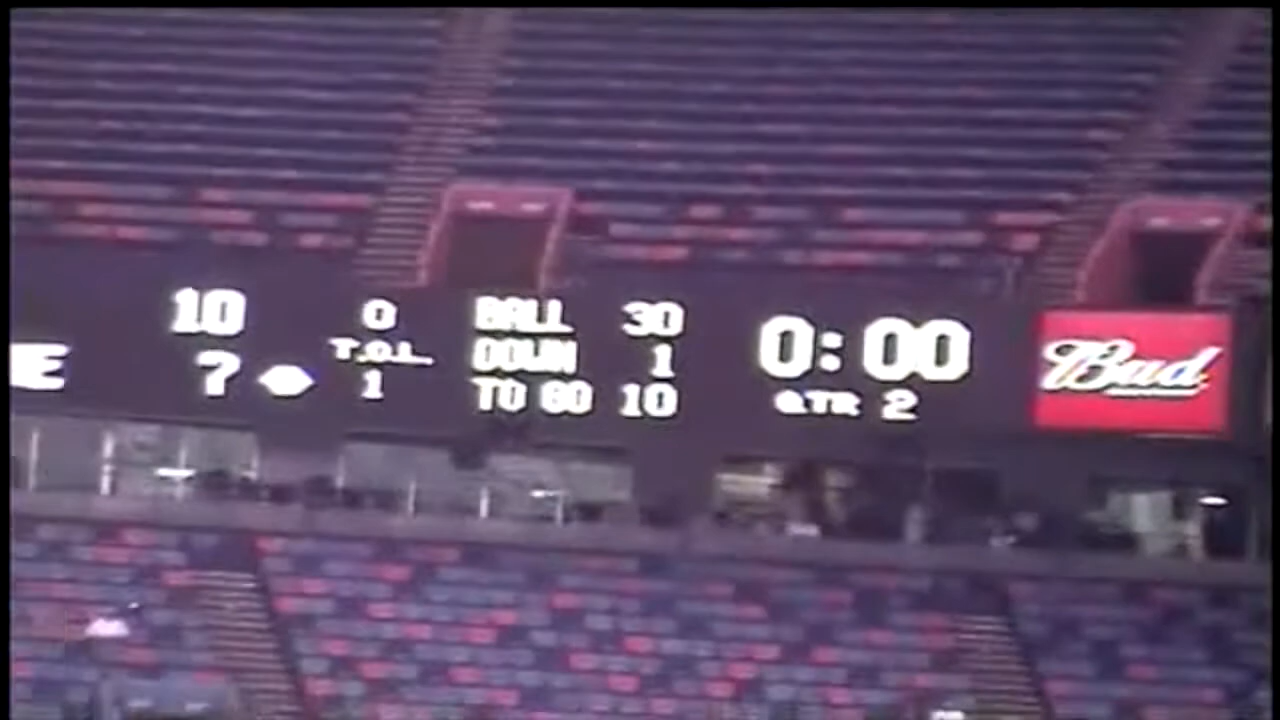 10
E 7
0
T.O.L.
1
BALL 30
DOWN 1
TO GO 10
0:00
QTR 2
Bud